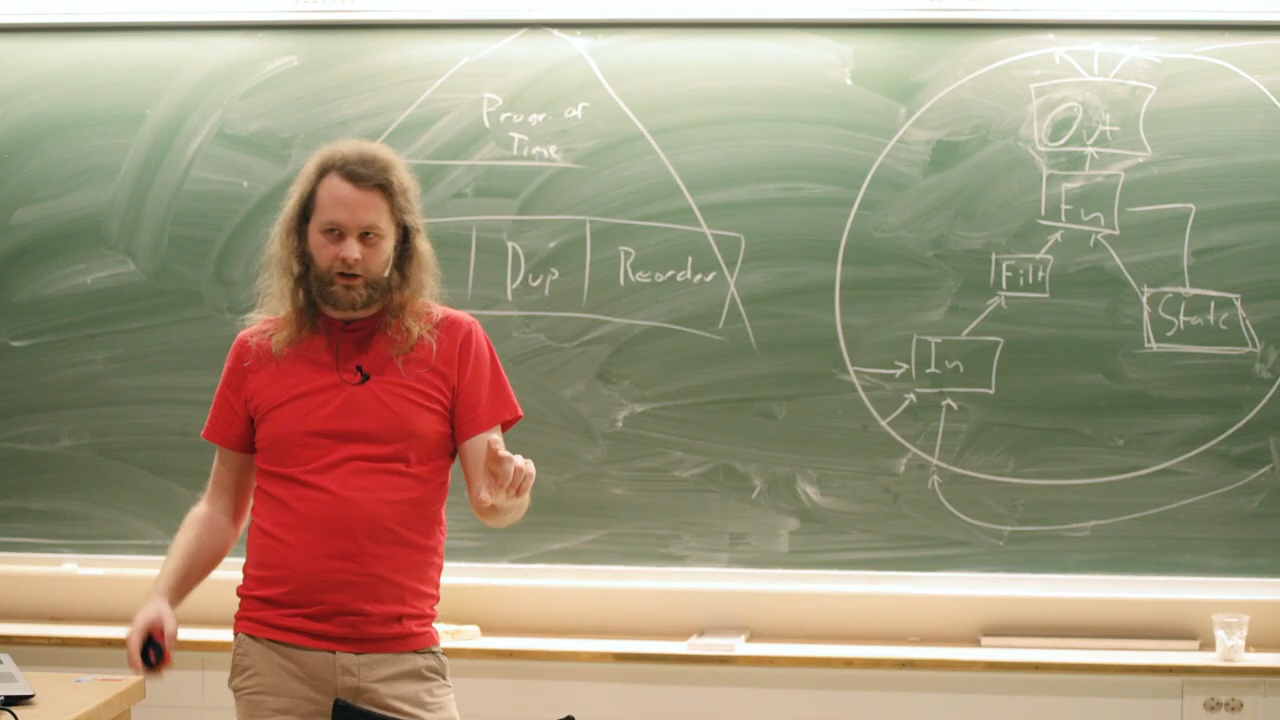 Progr. of
Time
Dup
Reorder
Out
Fn
Filt
State
In